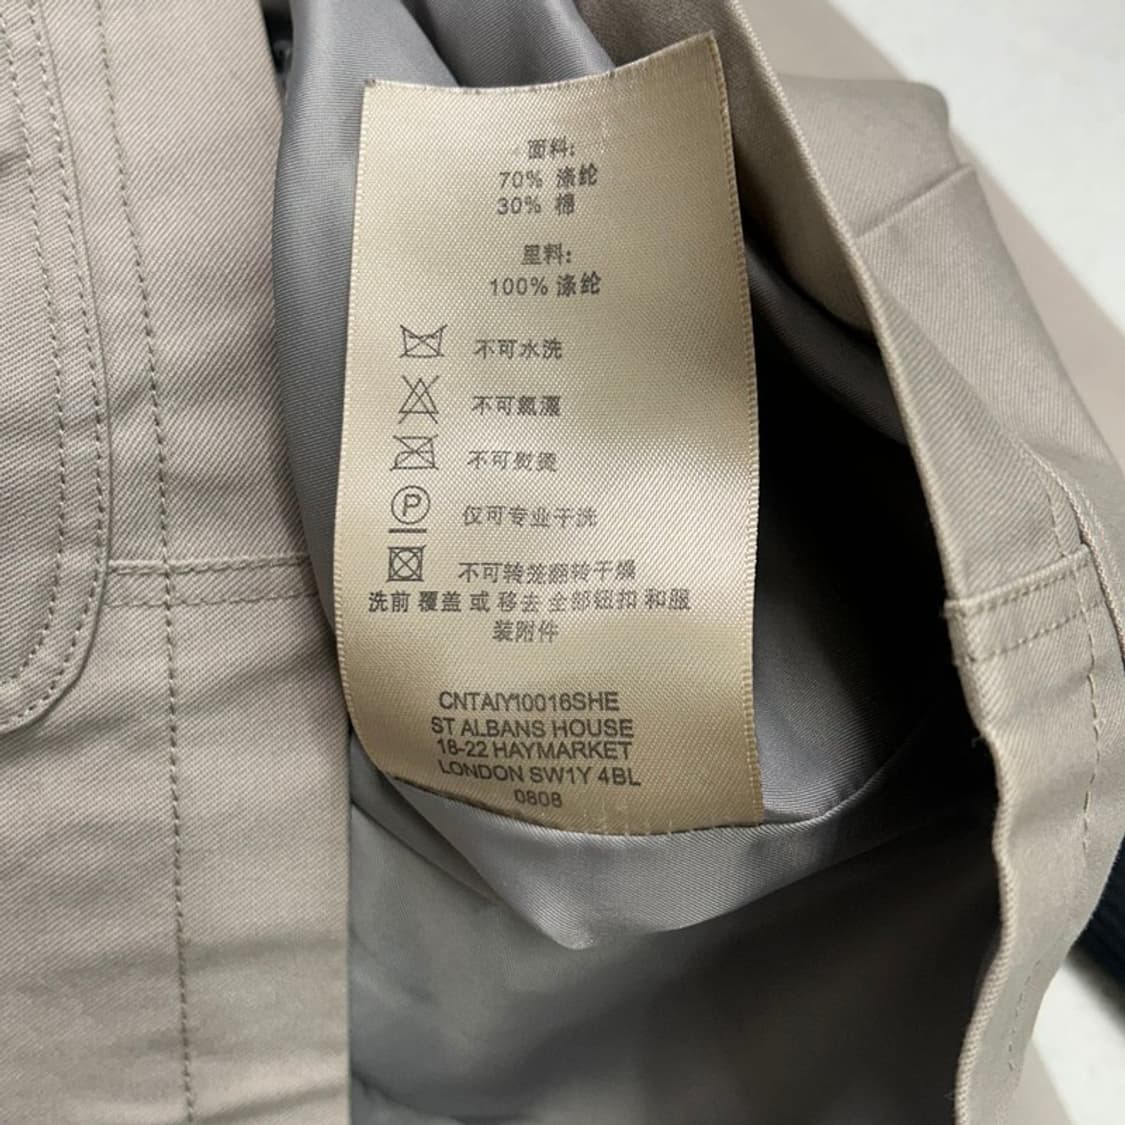 面料:
70% 涤纶
30% 棉
里料:
100% 涤纶
不可水洗
不可氯漂
不可熨烫
仅可专业干洗
不可转笼翻转干燥
洗前 覆盖 或 移去 全部钮扣 和服
装附件
CNTAIY10016SHE
ST ALBANS HOUSE
18-22 HAYMARKET
LONDON SW1Y 4BL
0808